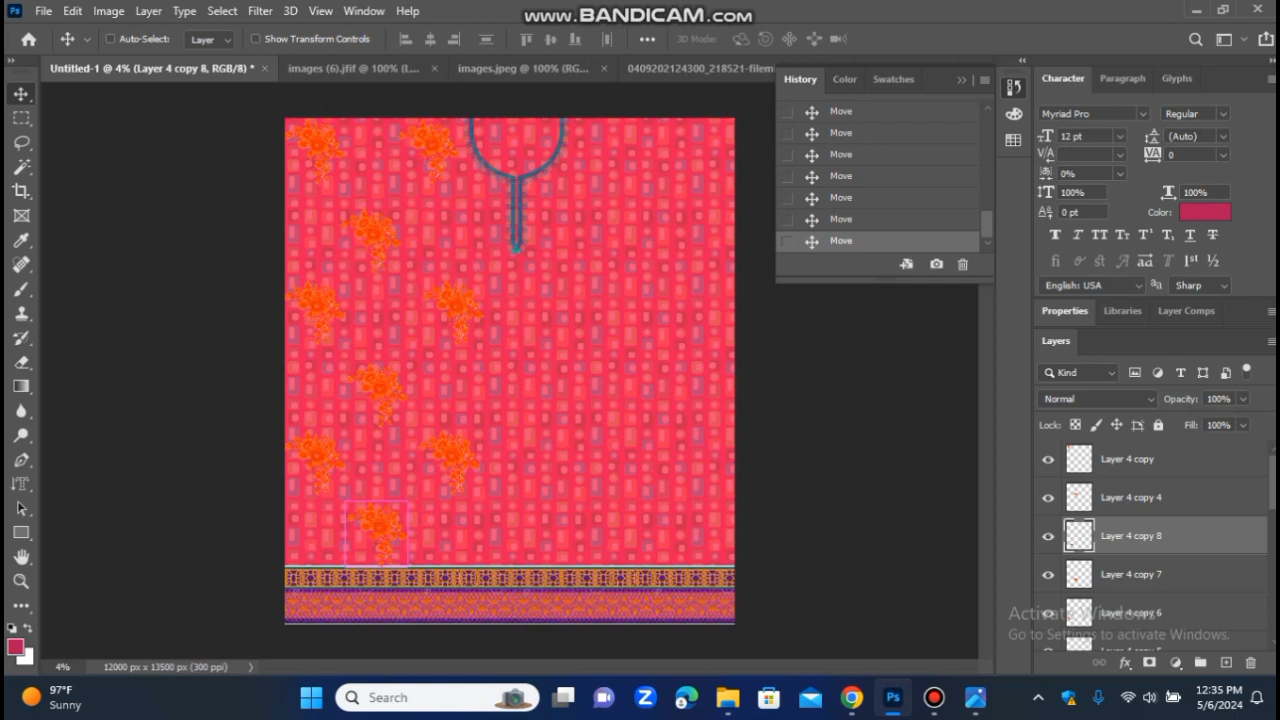 www.BANDICAM.com
Ps File Edit Image Layer Type Select Filter 3D View Window Help
Auto-Select: Layer Show Transform Controls 3D Mode:
Untitled-1 @ 4% (Layer 4 copy 8, RGB/8) * × images (6).jfif @ 100% (L... × images.jpeg @ 100% (RG... × 0409202124300_218521-filem
History Color Swatches
Move
Move
Move
Move
Move
Move
Move
Character Paragraph Glyphs
Myriad Pro Regular
12 pt (Auto)
0
0%
100% 100%
0 pt Color:
English: USA Sharp
Properties Libraries Layer Comps
Layers
Kind
Normal Opacity: 100%
Lock: Fill: 100%
Layer 4 copy
Layer 4 copy 4
Layer 4 copy 8
Layer 4 copy 7
Layer 4 copy 6
Activate Windows
Go to Settings to activate Windows.
4% 12000 px x 13500 px (300 ppi)
97°F
Sunny
Search
12:35 PM
5/6/2024